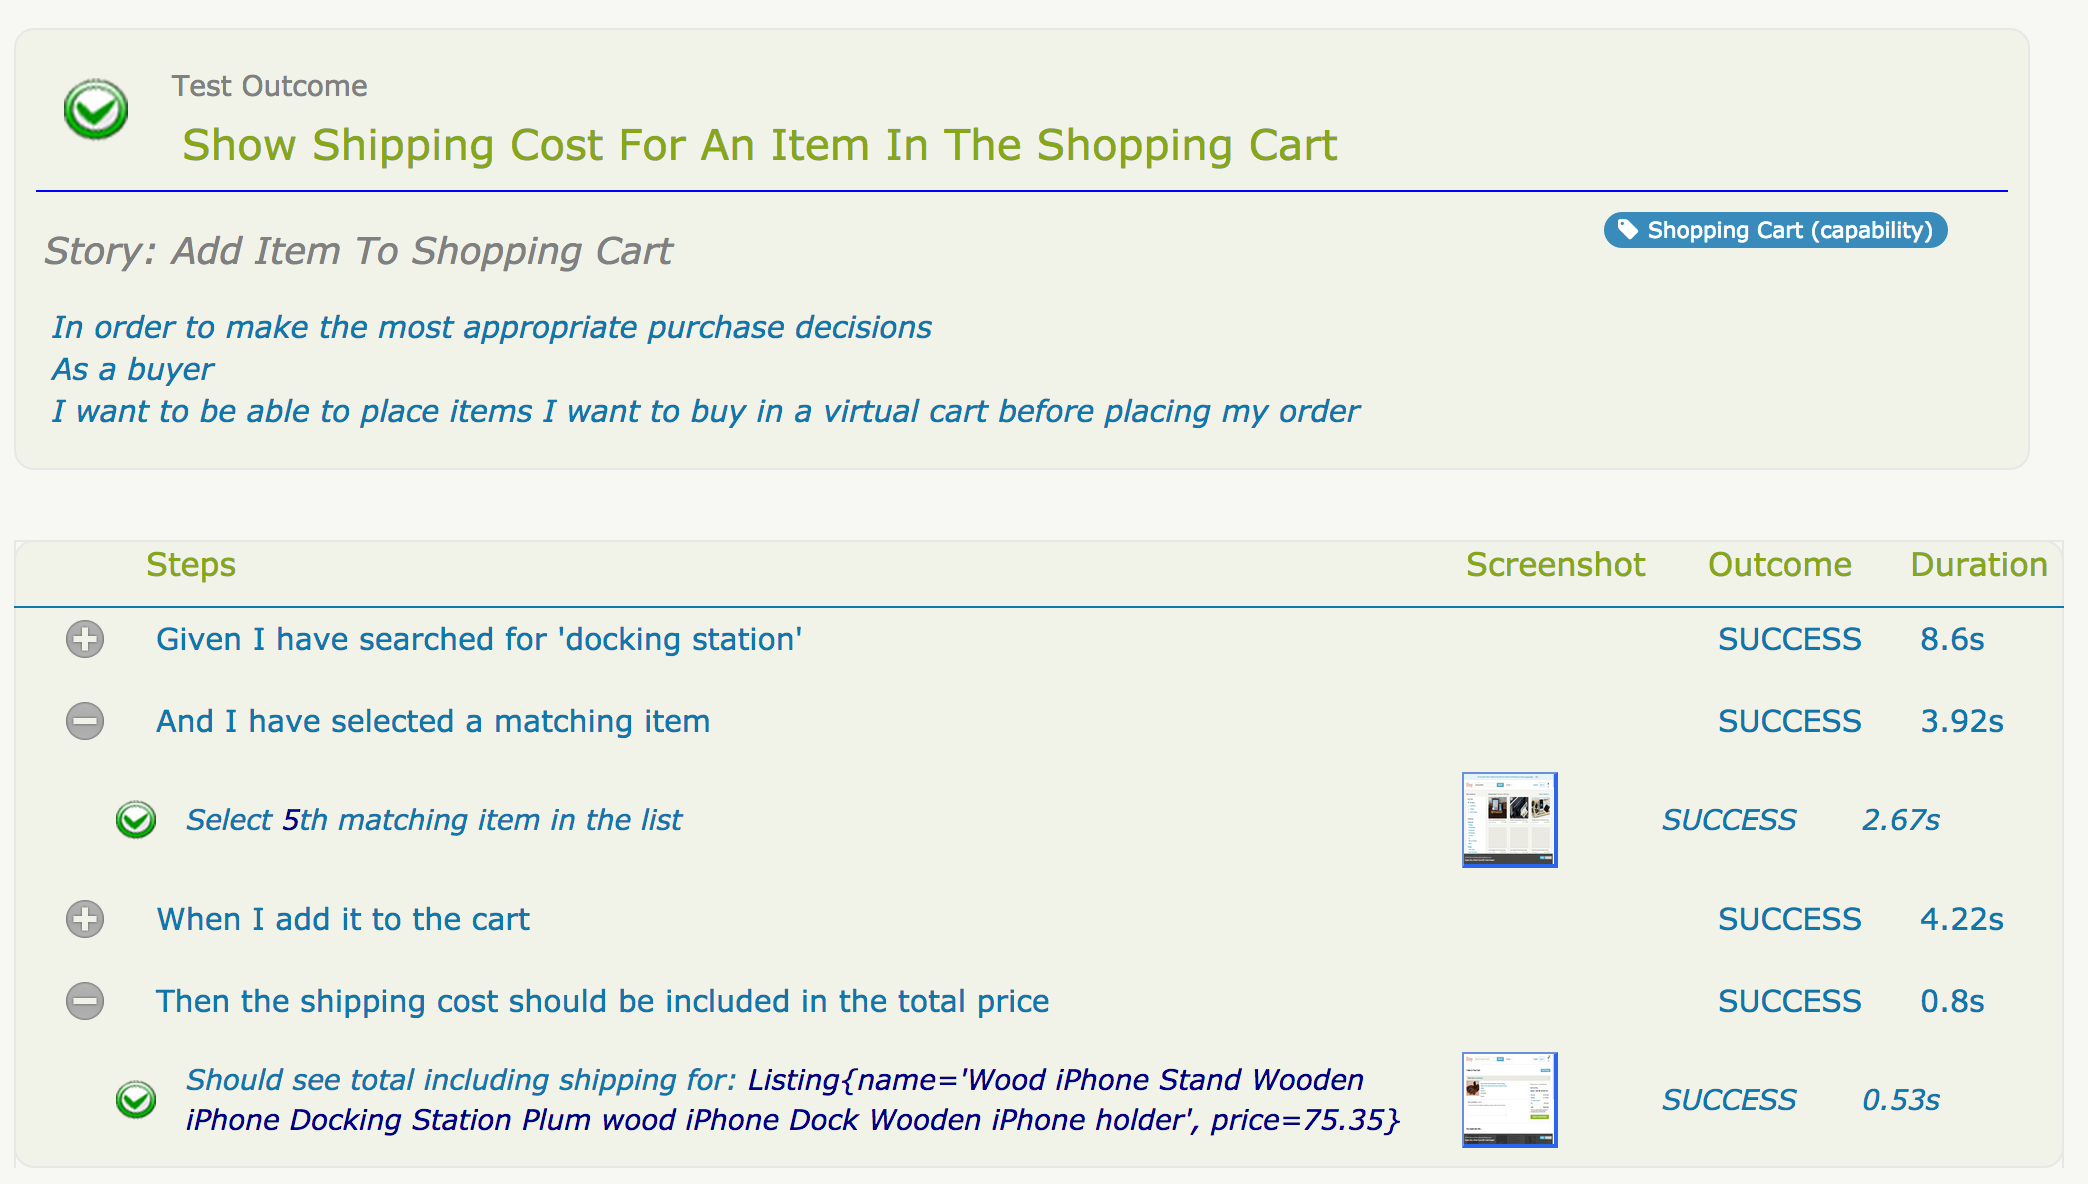 Test Outcome
Show Shipping Cost For An Item In The Shopping Cart
Shopping Cart (capability)
Story: Add Item To Shopping Cart
In order to make the most appropriate purchase decisions
As a buyer
I want to be able to place items I want to buy in a virtual cart before placing my order
Steps Screenshot Outcome Duration
Given I have searched for 'docking station' SUCCESS 8.6s
And I have selected a matching item SUCCESS 3.92s
Select 5th matching item in the list SUCCESS 2.67s
When I add it to the cart SUCCESS 4.22s
Then the shipping cost should be included in the total price SUCCESS 0.8s
Should see total including shipping for: Listing{name='Wood iPhone Stand Wooden
iPhone Docking Station Plum wood iPhone Dock Wooden iPhone holder', price=75.35} SUCCESS 0.53s